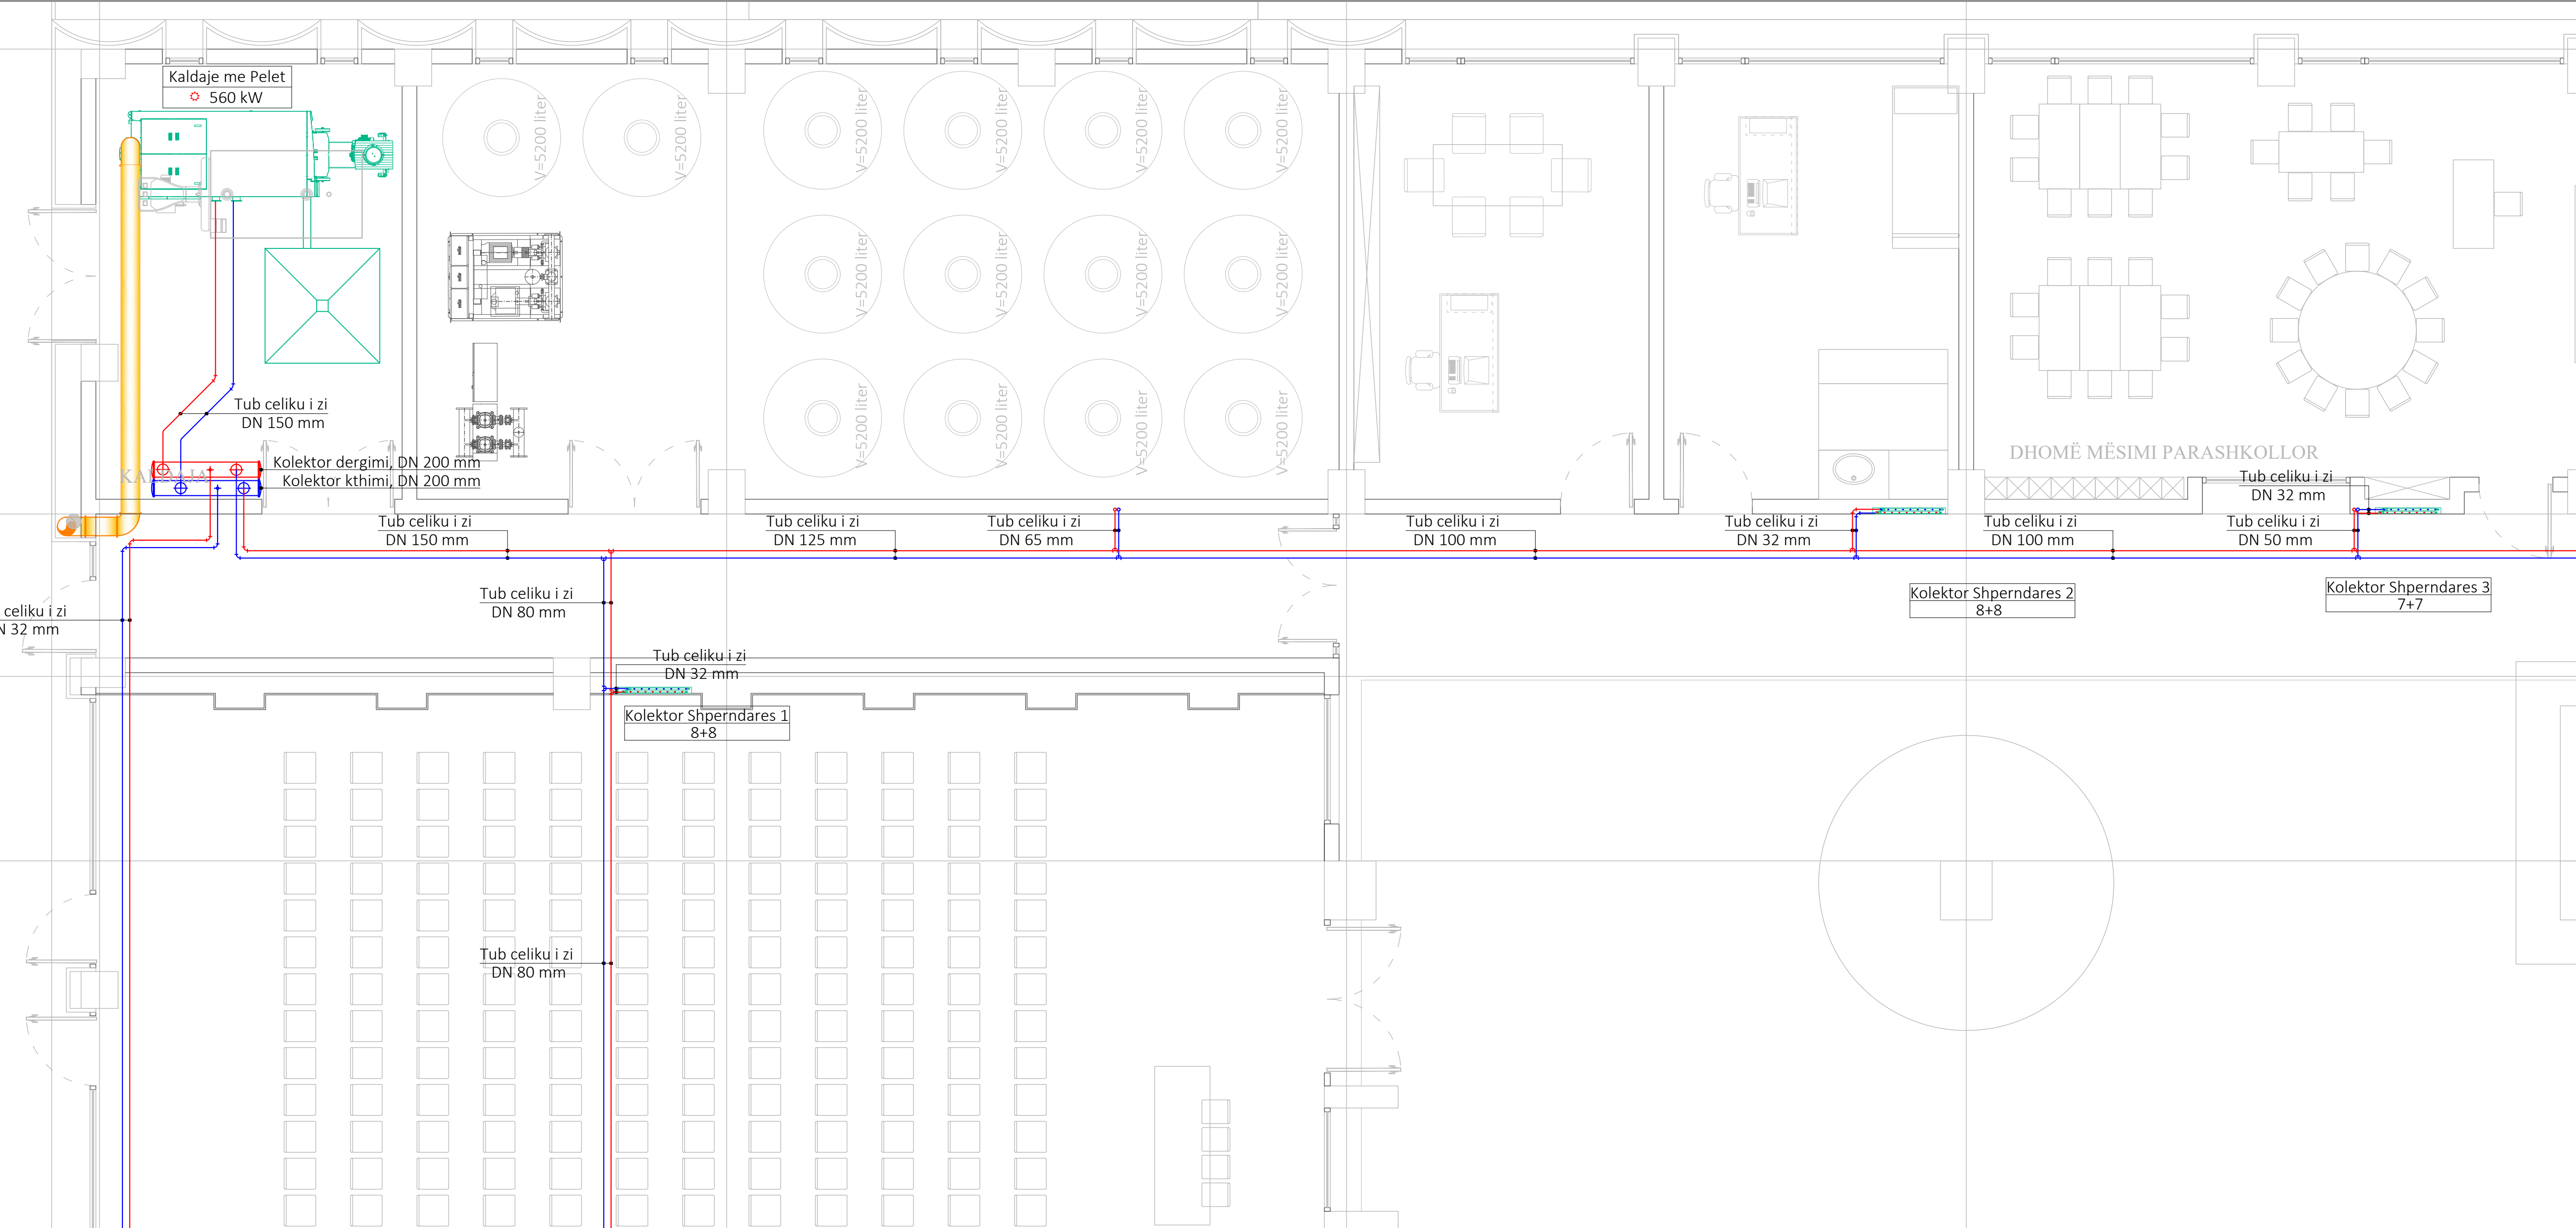 Kaldaje me Pelet
560 kW
V=5200 liter
V=5200 liter
V=5200 liter
V=5200 liter
V=5200 liter
V=5200 liter
V=5200 liter
V=5200 liter
V=5200 liter
V=5200 liter
V=5200 liter
V=5200 liter
V=5200 liter
V=5200 liter
Tub celiku i zi
DN 150 mm
KALDAJA
Kolektor dergimi, DN 200 mm
Kolektor kthimi, DN 200 mm
DHOMË MËSIMI PARASHKOLLOR
Tub celiku i zi
DN 32 mm
Tub celiku i zi
DN 150 mm
Tub celiku i zi
DN 125 mm
Tub celiku i zi
DN 65 mm
Tub celiku i zi
DN 100 mm
Tub celiku i zi
DN 32 mm
Tub celiku i zi
DN 100 mm
Tub celiku i zi
DN 50 mm
celiku i zi
N 32 mm
Tub celiku i zi
DN 80 mm
Kolektor Shperndares 2
8+8
Kolektor Shperndares 3
7+7
Tub celiku i zi
DN 32 mm
Kolektor Shperndares 1
8+8
Tub celiku i zi
DN 80 mm